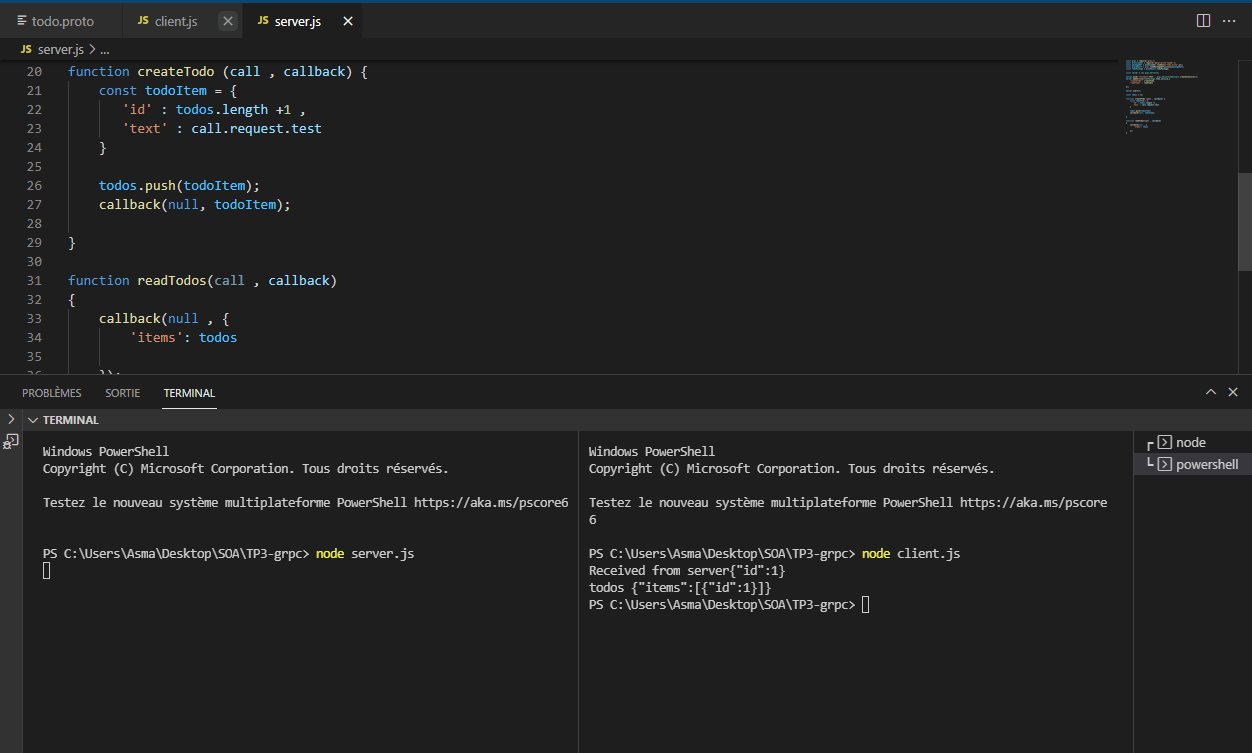 todo.proto
JS client.js
JS server.js
JS server.js > ...
20 function createTodo (call , callback) {
21 const todoItem = {
22 'id' : todos.length +1 ,
23 'text' : call.request.test
24 }
25
26 todos.push(todoItem);
27 callback(null, todoItem);
28
29 }
30
31 function readTodos(call , callback)
32 {
33 callback(null , {
34 'items': todos
35
36 });
PROBLÈMES SORTIE TERMINAL
TERMINAL
Windows PowerShell
Copyright (C) Microsoft Corporation. Tous droits réservés.
Testez le nouveau système multiplateforme PowerShell https://aka.ms/pscore6
PS C:\Users\Asma\Desktop\SOA\TP3-grpc> node server.js
Windows PowerShell
Copyright (C) Microsoft Corporation. Tous droits réservés.
Testez le nouveau système multiplateforme PowerShell https://aka.ms/pscore
6
PS C:\Users\Asma\Desktop\SOA\TP3-grpc> node client.js
Received from server{"id":1}
todos {"items":[{"id":1}]}
PS C:\Users\Asma\Desktop\SOA\TP3-grpc>
node
powershell